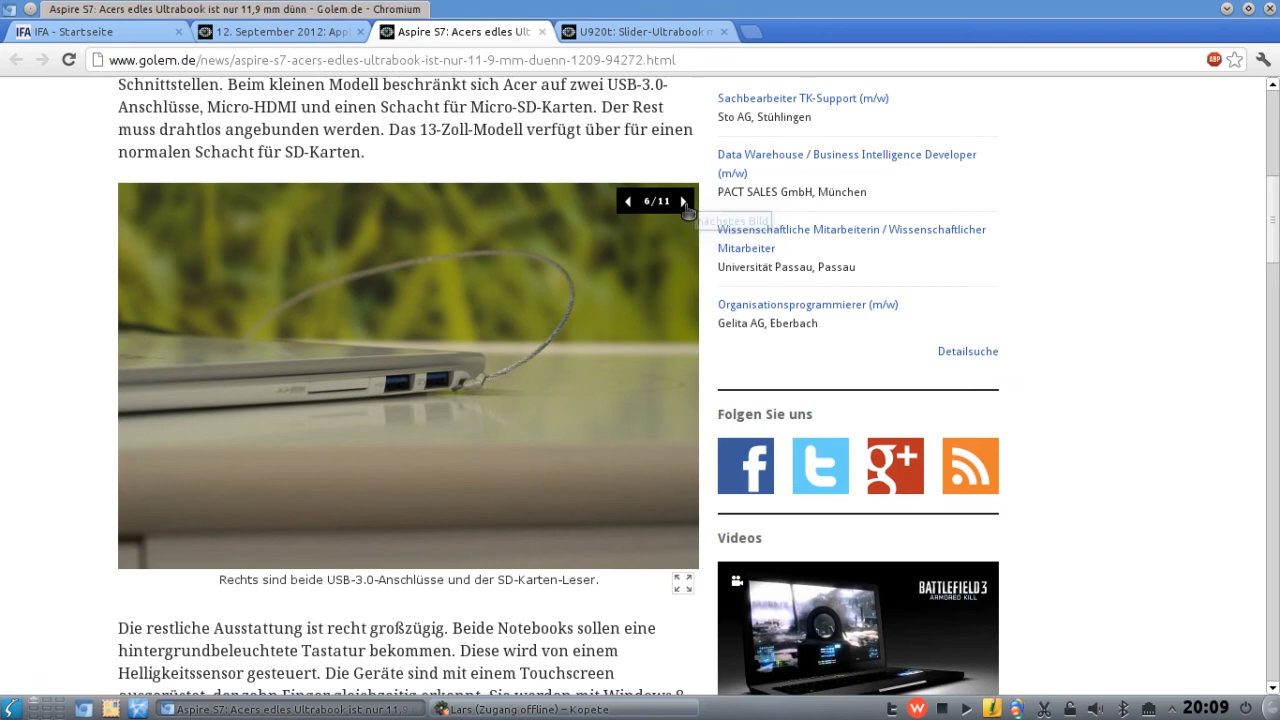 Aspire S7: Acers edles Ultrabook ist nur 11,9 mm dünn - Golem.de - Chromium
IFA IFA - Startseite
12. September 2012: App
Aspire S7: Acers edles Ult
U920t: Slider-Ultrabook m
www.golem.de/news/aspire-s7-acers-edles-ultrabook-ist-nur-11-9-mm-duenn-1209-94272.html
ABP
Schnittstellen. Beim kleinen Modell beschränkt sich Acer auf zwei USB-3.0-
Anschlüsse, Micro-HDMI und einen Schacht für Micro-SD-Karten. Der Rest
muss drahtlos angebunden werden. Das 13-Zoll-Modell verfügt über für einen
normalen Schacht für SD-Karten.
6/11
nächstes Bild
Rechts sind beide USB-3.0-Anschlüsse und der SD-Karten-Leser.
Die restliche Ausstattung ist recht großzügig. Beide Notebooks sollen eine
hintergrundbeleuchtete Tastatur bekommen. Diese wird von einem
Helligkeitssensor gesteuert. Die Geräte sind mit einem Touchscreen
ausgerüstet, der zehn Finger gleichzeitig erkennt. Sie werden mit Windows 8
Sachbearbeiter TK-Support (m/w)
Sto AG, Stühlingen
Data Warehouse / Business Intelligence Developer
(m/w)
PACT SALES GmbH, München
Wissenschaftliche Mitarbeiterin / Wissenschaftlicher
Mitarbeiter
Universität Passau, Passau
Organisationsprogrammierer (m/w)
Gelita AG, Eberbach
Detailsuche
Folgen Sie uns
Videos
BATTLEFIELD 3
ARMORED KILL
Aspire S7: Acers edles Ultrabook ist nur 11,9
Lars (Zugang offline) – Kopete
20:09